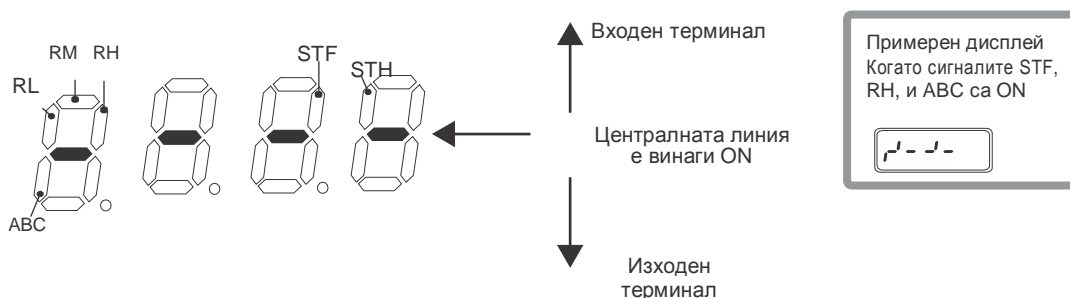 RM RH
RL
STF
STH
ABC
Входен терминал
Централната линия
е винаги ON
Изходен
терминал
Примерен дисплей
Когато сигналите STF,
RH, и ABC са ON